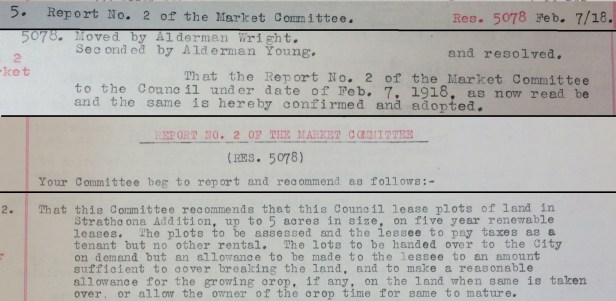 5. Report No. 2 of the Market Committee. Res. 5078 Feb. 7/18.
5078. Moved by Alderman Wright.
Seconded by Alderman Young. and resolved.
2
rket
That the Report No. 2 of the Market Committee
to the Council under date of Feb. 7, 1918, as now read be
and the same is hereby confirmed and adopted.
REPORT NO. 2 OF THE MARKET COMMITTEE
(RES. 5078)
Your Committee beg to report and recommend as follows:-
2. That this Committee recommends that this Council lease plots of land in
Strathcona Addition, up to 5 acres in size, on five year renewable
leases. The plots to be assessed and the lessee to pay taxes as a
tenant but no other rental. The lots to be handed over to the City
on demand but an allowance to be made to the lessee to an amount
sufficient to cover breaking the land, and to make a reasonable
allowance for the growing crop, if any, on the land when same is taken
over, or allow the owner of the crop time for same to mature.